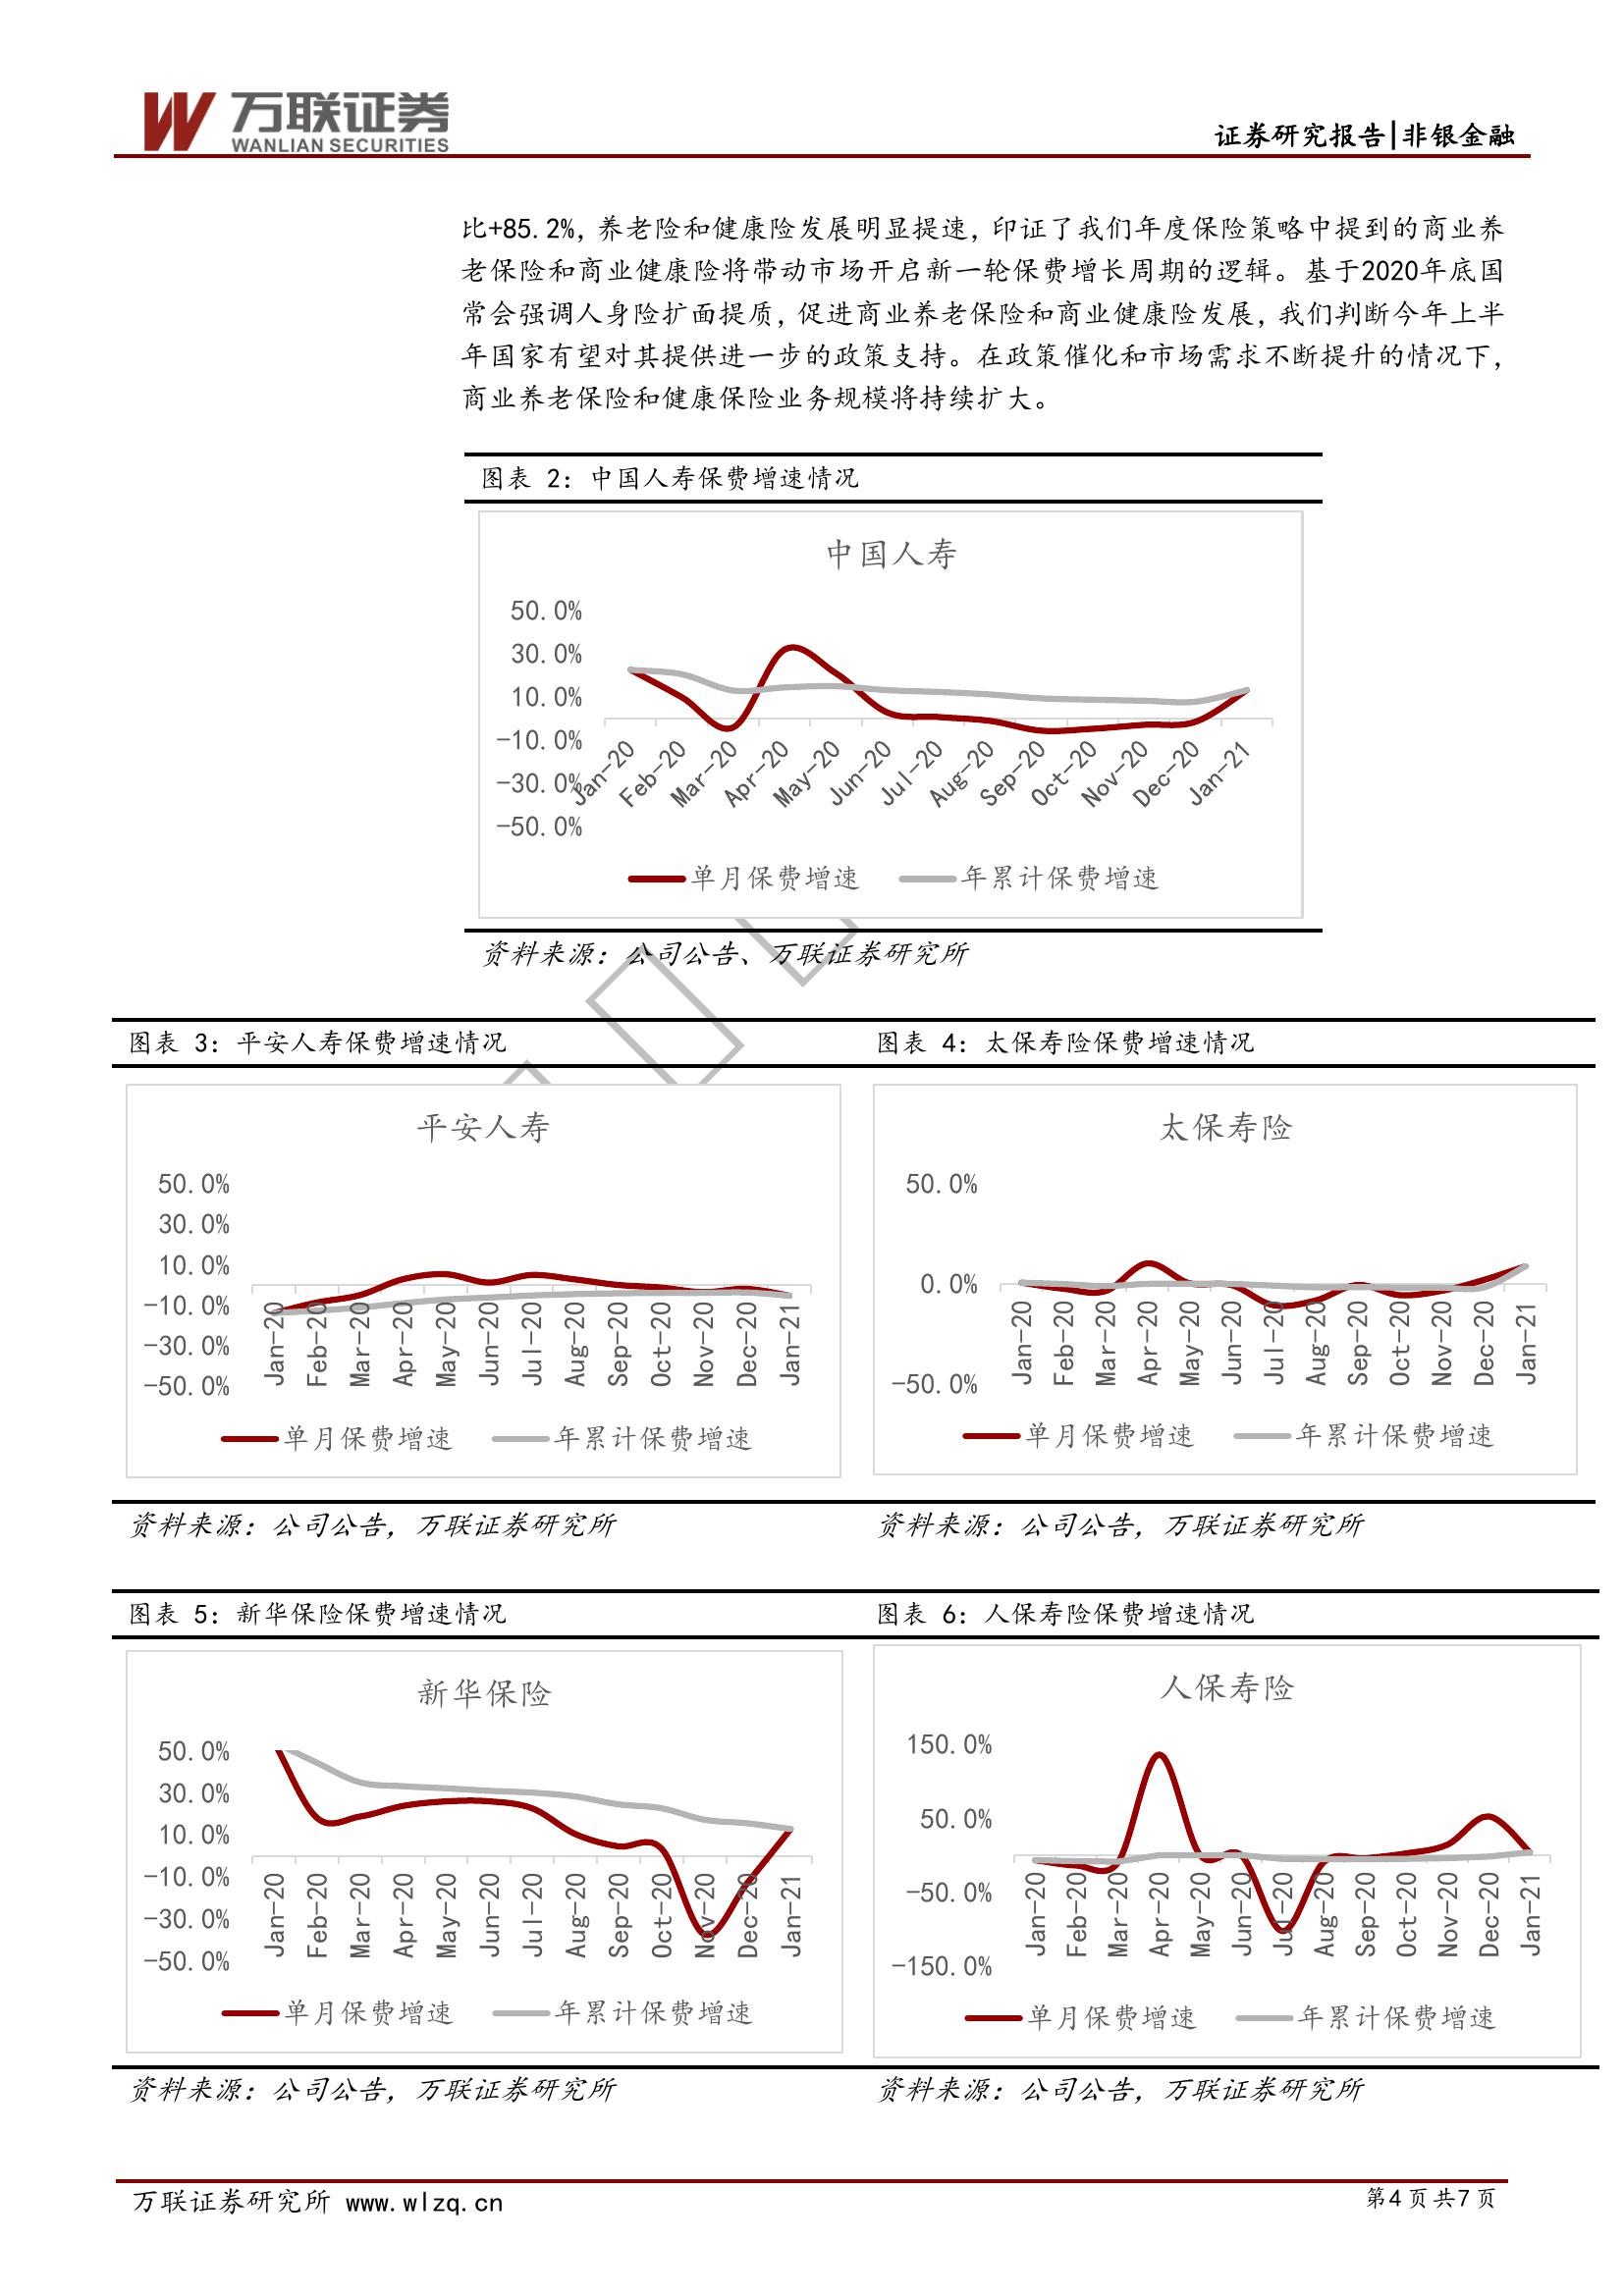 万联证券
WANLIAN SECURITIES
证券研究报告|非银金融
比+85.2%，养老险和健康险发展明显提速，印证了我们年度保险策略中提到的商业养
老保险和商业健康险将带动市场开启新一轮保费增长周期的逻辑。基于2020年底国
常会强调人身险扩面提质，促进商业养老保险和商业健康险发展，我们判断今年上半
年国家有望对其提供进一步的政策支持。在政策催化和市场需求不断提升的情况下，
商业养老保险和健康保险业务规模将持续扩大。
图表 2：中国人寿保费增速情况
中国人寿
50.0%
30.0%
10.0%
-10.0%
-30.0%
-50.0%
Jan-20 Feb-20 Mar-20 Apr-20 May-20 Jun-20 Jul-20 Aug-20 Sep-20 Oct-20 Nov-20 Dec-20 Jan-21
单月保费增速 年累计保费增速
资料来源：公司公告、万联证券研究所
图表 3：平安人寿保费增速情况
平安人寿
50.0%
30.0%
10.0%
-10.0%
-30.0%
-50.0%
Jan-20 Feb-20 Mar-20 Apr-20 May-20 Jun-20 Jul-20 Aug-20 Sep-20 Oct-20 Nov-20 Dec-20 Jan-21
单月保费增速 年累计保费增速
资料来源：公司公告，万联证券研究所
图表 4：太保寿险保费增速情况
太保寿险
50.0%
0.0%
-50.0%
Jan-20 Feb-20 Mar-20 Apr-20 May-20 Jun-20 Jul-20 Aug-20 Sep-20 Oct-20 Nov-20 Dec-20 Jan-21
单月保费增速 年累计保费增速
资料来源：公司公告，万联证券研究所
图表 5：新华保险保费增速情况
新华保险
50.0%
30.0%
10.0%
-10.0%
-30.0%
-50.0%
Jan-20 Feb-20 Mar-20 Apr-20 May-20 Jun-20 Jul-20 Aug-20 Sep-20 Oct-20 Nov-20 Dec-20 Jan-21
单月保费增速 年累计保费增速
资料来源：公司公告，万联证券研究所
图表 6：人保寿险保费增速情况
人保寿险
150.0%
50.0%
-50.0%
-150.0%
Jan-20 Feb-20 Mar-20 Apr-20 May-20 Jun-20 Jul-20 Aug-20 Sep-20 Oct-20 Nov-20 Dec-20 Jan-21
单月保费增速 年累计保费增速
资料来源：公司公告，万联证券研究所
万联证券研究所 www.wlzq.cn
第4页共7页